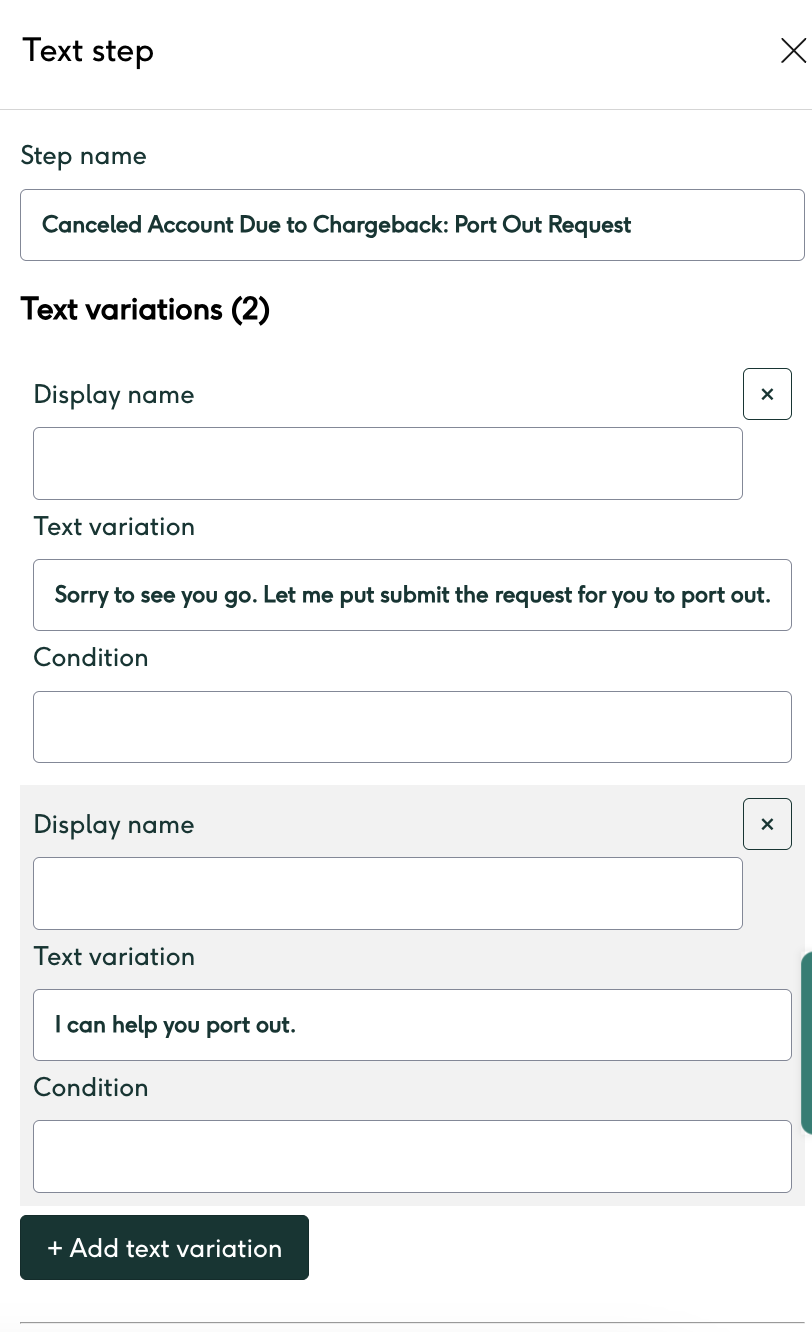 Text step
Step name
Canceled Account Due to Chargeback: Port Out Request
Text variations (2)
Display name
Text variation
Sorry to see you go. Let me put submit the request for you to port out.
Condition
Display name
Text variation
I can help you port out.
Condition
+ Add text variation